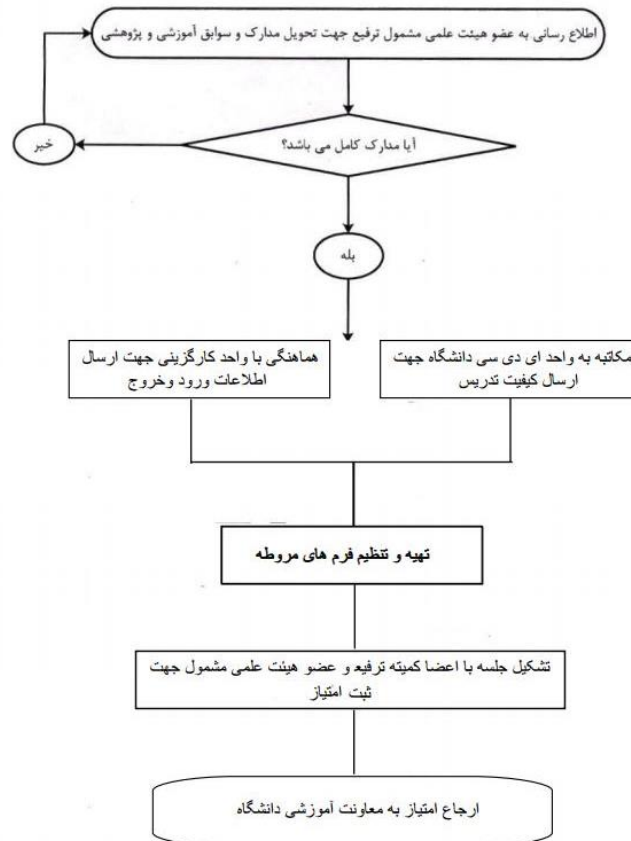 اطلاع رسانی به عضو هیئت علمی مشمول ترفیع جهت تحویل مدارک و سوابق آموزشی و پژوهشی
آیا مدارک کامل می باشد؟
خیر
بله
مکاتبه به واحد ای دی سی دانشگاه جهت
ارسال کیفیت تدریس
هماهنگی با واحد کارگزینی جهت ارسال
اطلاعات ورود وخروج
تهیه و تنظیم فرم های مروطه
تشکیل جلسه با اعضا کمیته ترفیع و عضو هیئت علمی مشمول جهت
ثبت امتیاز
ارجاع امتیاز به معاونت آموزشی دانشگاه